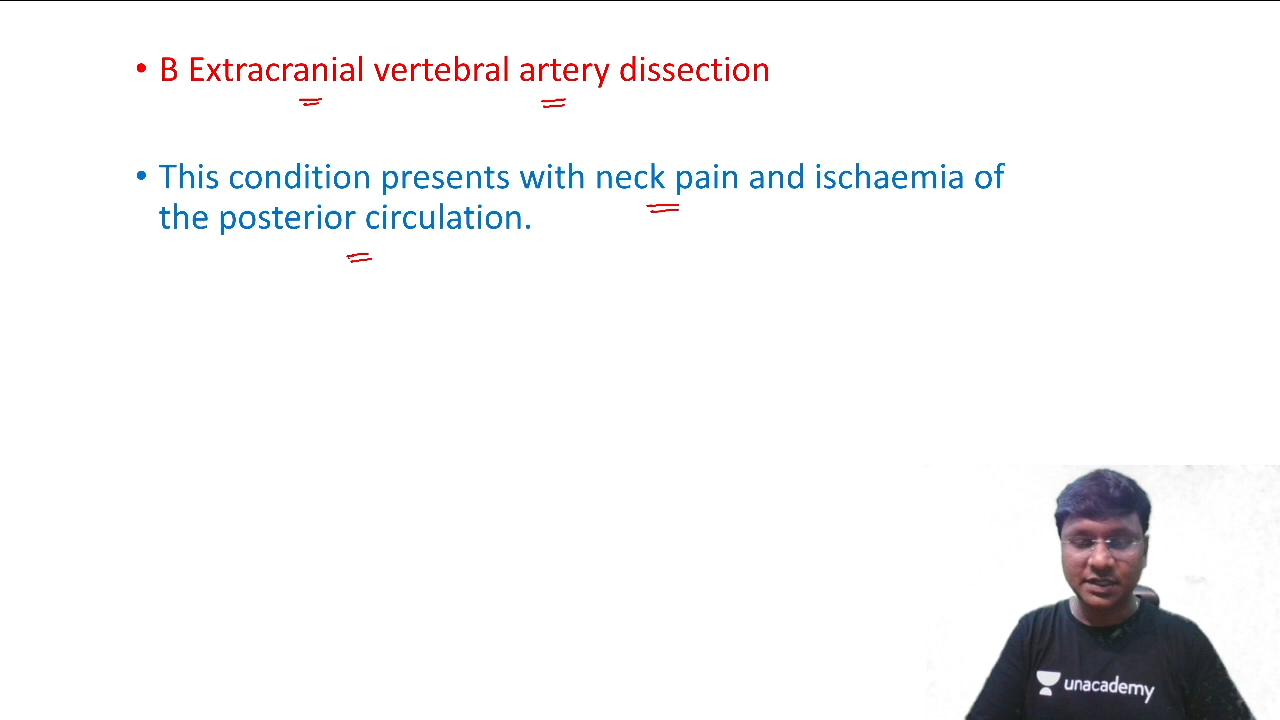 • B Extracranial vertebral artery dissection
• This condition presents with neck pain and ischaemia of
the posterior circulation.
unacademy